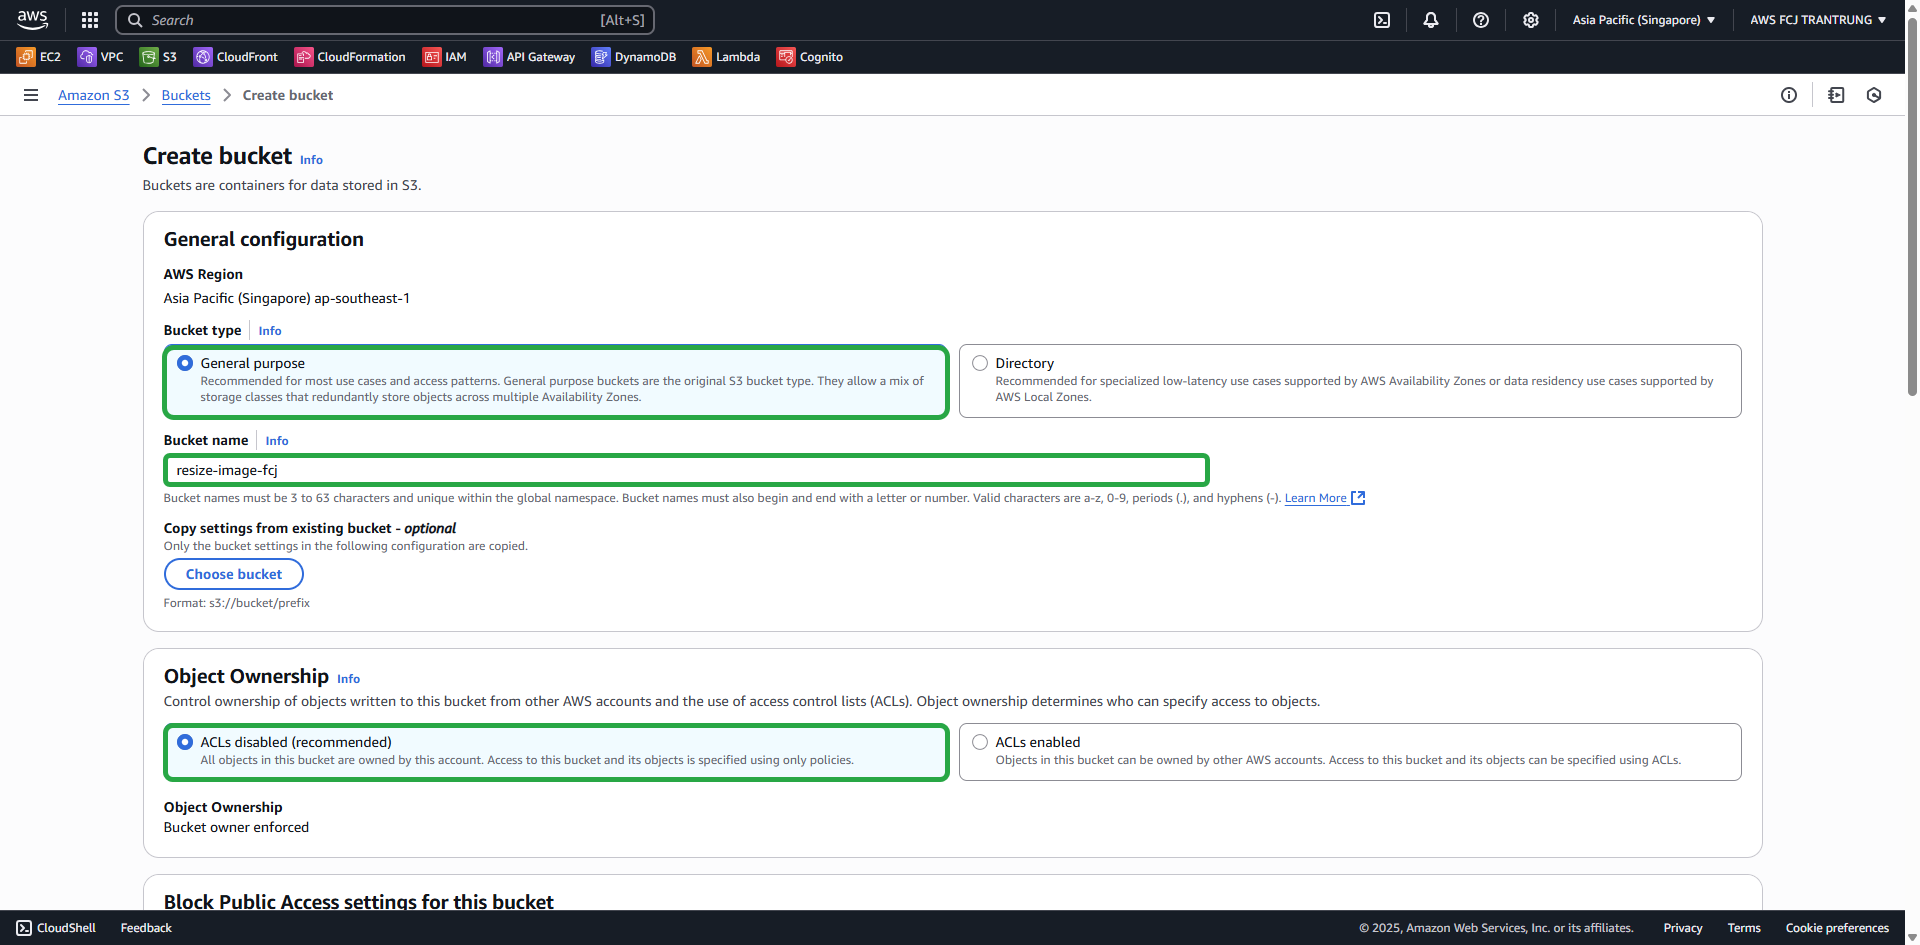 aws
Search [Alt+S]
Asia Pacific (Singapore)
AWS FCJ TRANTRUNG
EC2 VPC S3 CloudFront CloudFormation IAM API Gateway DynamoDB Lambda Cognito
Amazon S3 > Buckets > Create bucket
Create bucket Info
Buckets are containers for data stored in S3.
General configuration
AWS Region
Asia Pacific (Singapore) ap-southeast-1
Bucket type Info
General purpose
Recommended for most use cases and access patterns. General purpose buckets are the original S3 bucket type. They allow a mix of
storage classes that redundantly store objects across multiple Availability Zones.
Directory
Recommended for specialized low-latency use cases supported by AWS Availability Zones or data residency use cases supported by
AWS Local Zones.
Bucket name Info
resize-image-fcj
Bucket names must be 3 to 63 characters and unique within the global namespace. Bucket names must also begin and end with a letter or number. Valid characters are a-z, 0-9, periods (.), and hyphens (-). Learn More
Copy settings from existing bucket - optional
Only the bucket settings in the following configuration are copied.
Choose bucket
Format: s3://bucket/prefix
Object Ownership Info
Control ownership of objects written to this bucket from other AWS accounts and the use of access control lists (ACLs). Object ownership determines who can specify access to objects.
ACLs disabled (recommended)
All objects in this bucket are owned by this account. Access to this bucket and its objects is specified using only policies.
ACLs enabled
Objects in this bucket can be owned by other AWS accounts. Access to this bucket and its objects can be specified using ACLs.
Object Ownership
Bucket owner enforced
Block Public Access settings for this bucket
CloudShell Feedback
© 2025, Amazon Web Services, Inc. or its affiliates. Privacy Terms Cookie preferences